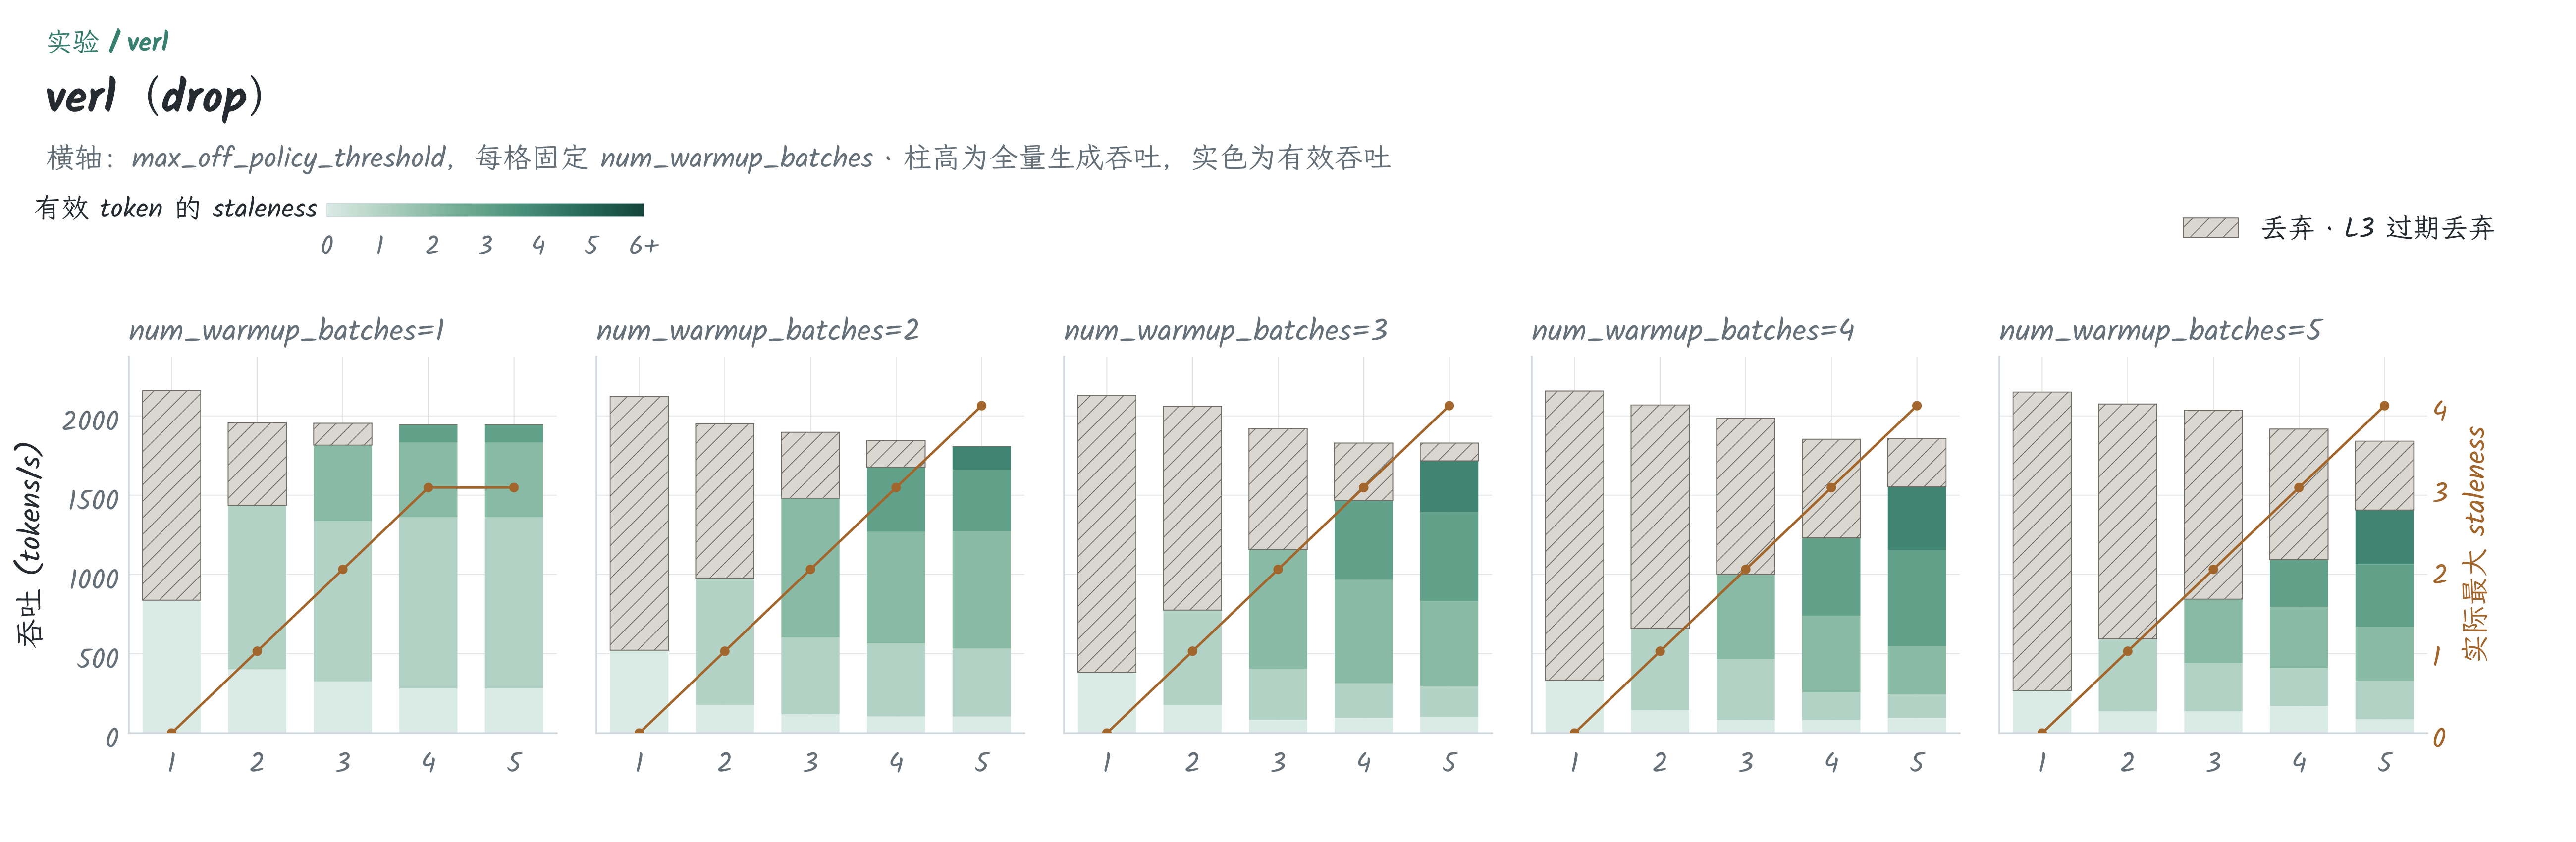 实验 / verl
verl（drop）
横轴：max_off_policy_threshold，每格固定 num_warmup_batches · 柱高为全量生成吞吐，实色为有效吞吐
有效 token 的 staleness
0 1 2 3 4 5 6+
丢弃 · L3 过期丢弃
num_warmup_batches=1
num_warmup_batches=2
num_warmup_batches=3
num_warmup_batches=4
num_warmup_batches=5
吞吐 (tokens/s)
2000
1500
1000
500
0
4
3
2
1
0
实际最大 staleness
1 2 3 4 5
1 2 3 4 5
1 2 3 4 5
1 2 3 4 5
1 2 3 4 5